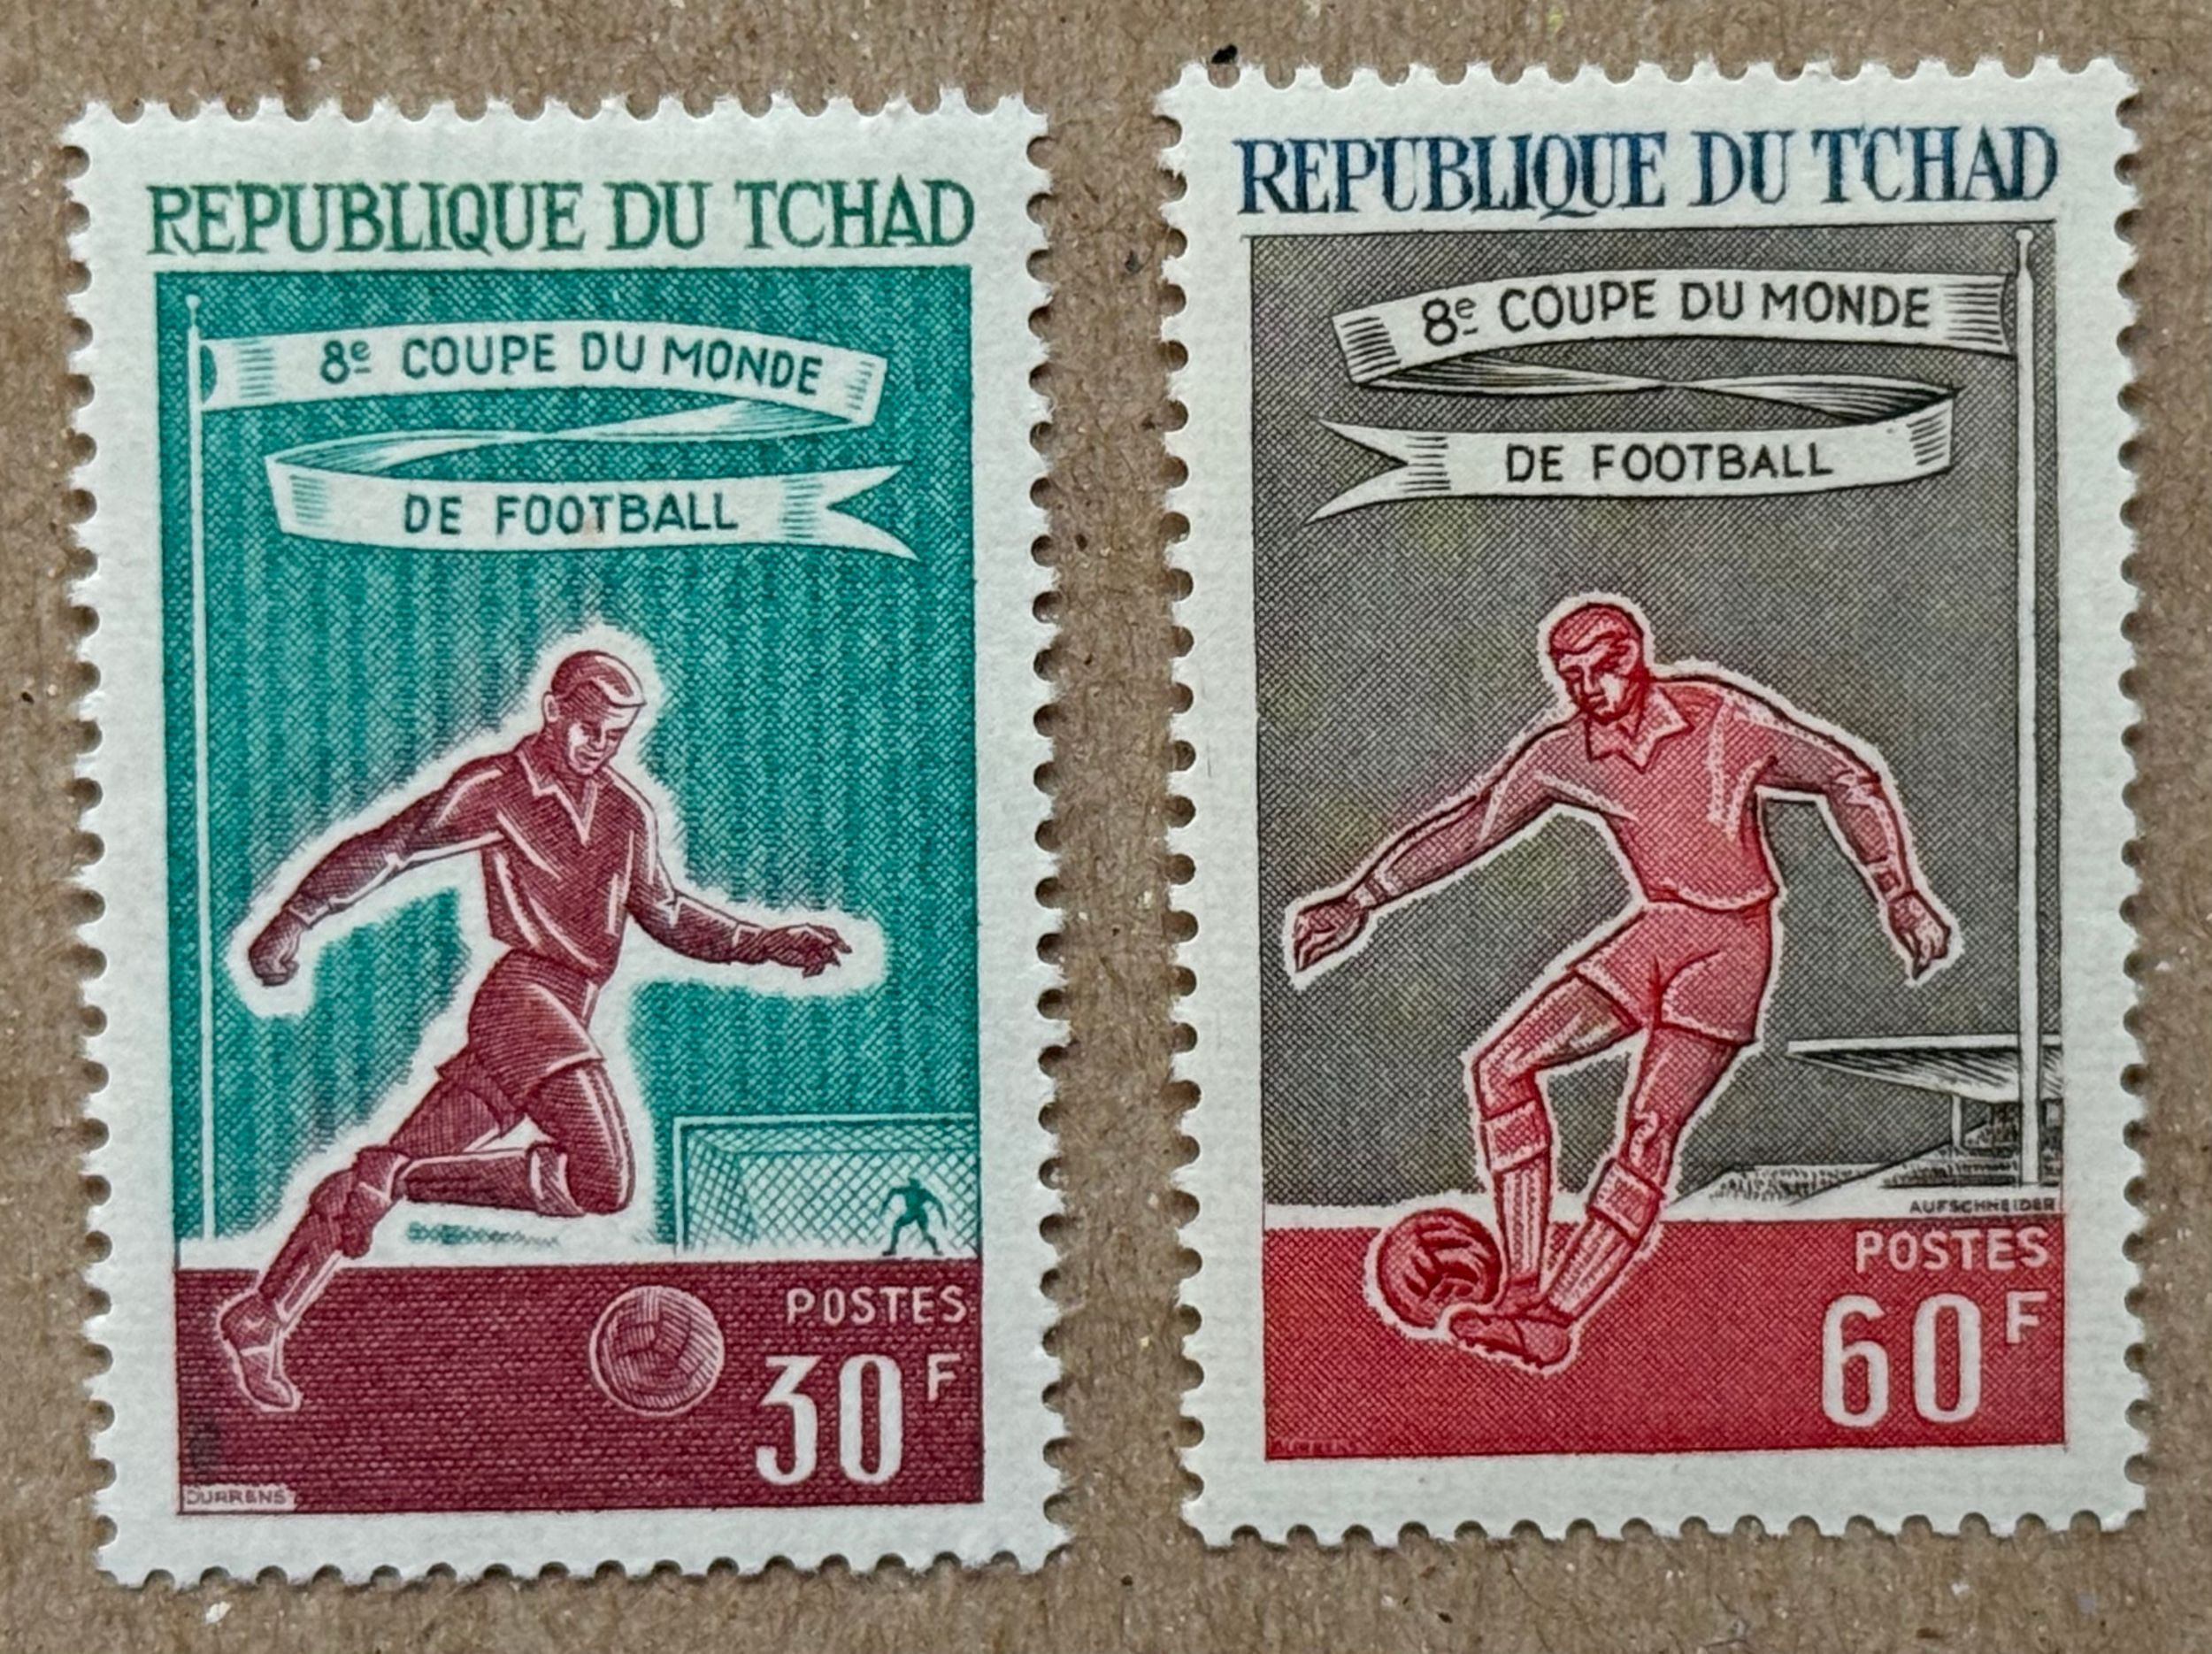 REPUBLIQUE DU TCHAD
8e COUPE DU MONDE
DE FOOTBALL
POSTES
30F
DURRENS
REPUBLIQUE DU TCHAD
8e COUPE DU MONDE
DE FOOTBALL
AUFSCHNEIDER
POSTES
60F